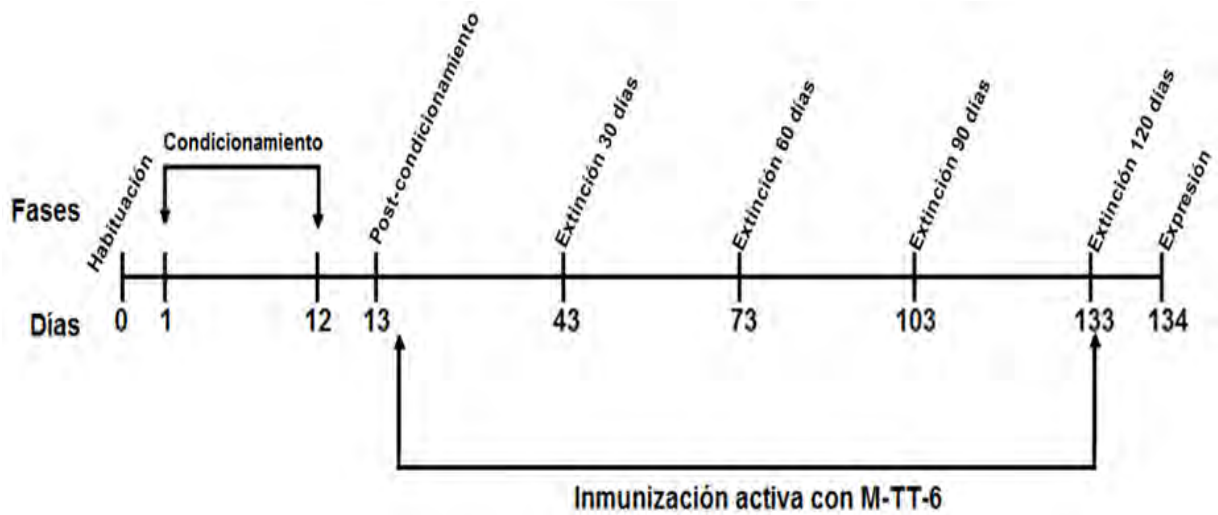 Condicionamiento
Fases
Habituación
Post-condicionamiento
Extinción 30 días
Extinción 60 días
Extinción 90 días
Extinción 120 días
Expresión
Días 0 1 12 13 43 73 103 133 134
Inmunización activa con M-TT-6